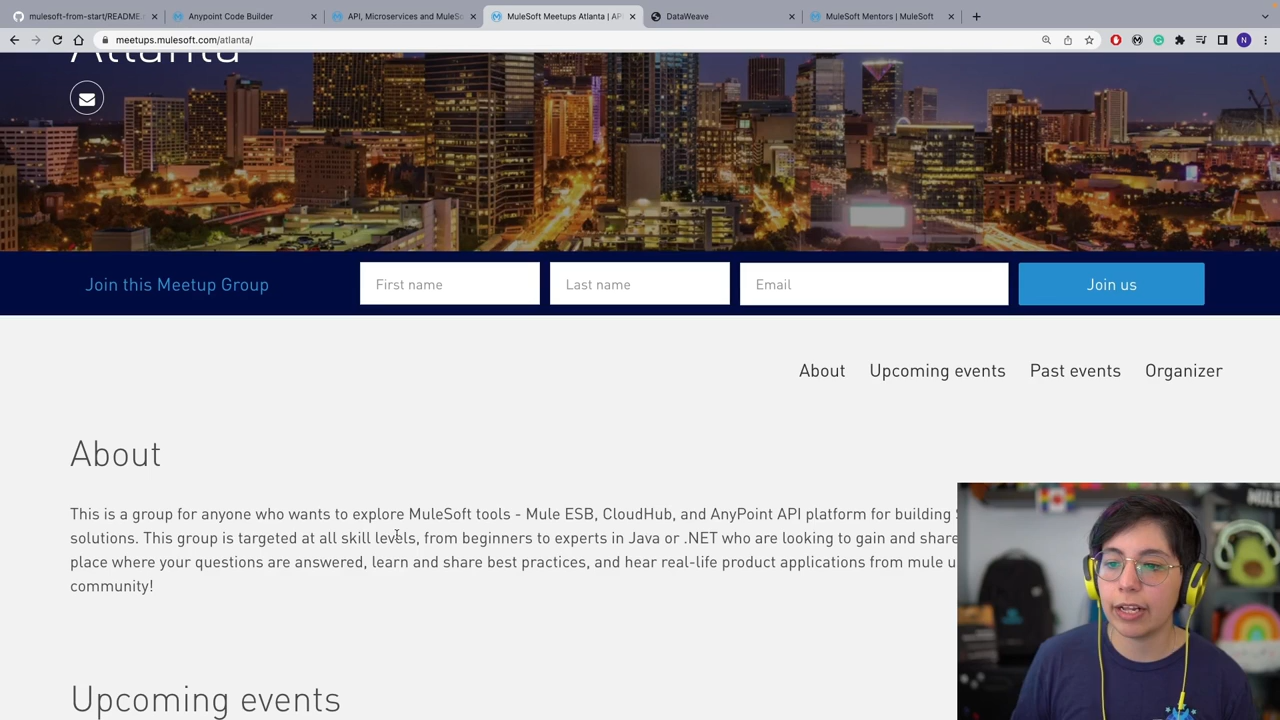 mulesoft-from-start/README.
Anypoint Code Builder
API, Microservices and MuleSo
MuleSoft Meetups Atlanta | API
DataWeave
MuleSoft Mentors | MuleSoft
meetups.mulesoft.com/atlanta/
N
Atlanta
Join this Meetup Group
First name
Last name
Email
Join us
About
Upcoming events
Past events
Organizer
About
This is a group for anyone who wants to explore MuleSoft tools - Mule ESB, CloudHub, and AnyPoint API platform for building
solutions. This group is targeted at all skill levels, from beginners to experts in Java or .NET who are looking to gain and share
place where your questions are answered, learn and share best practices, and hear real-life product applications from mule u
community!
Upcoming events